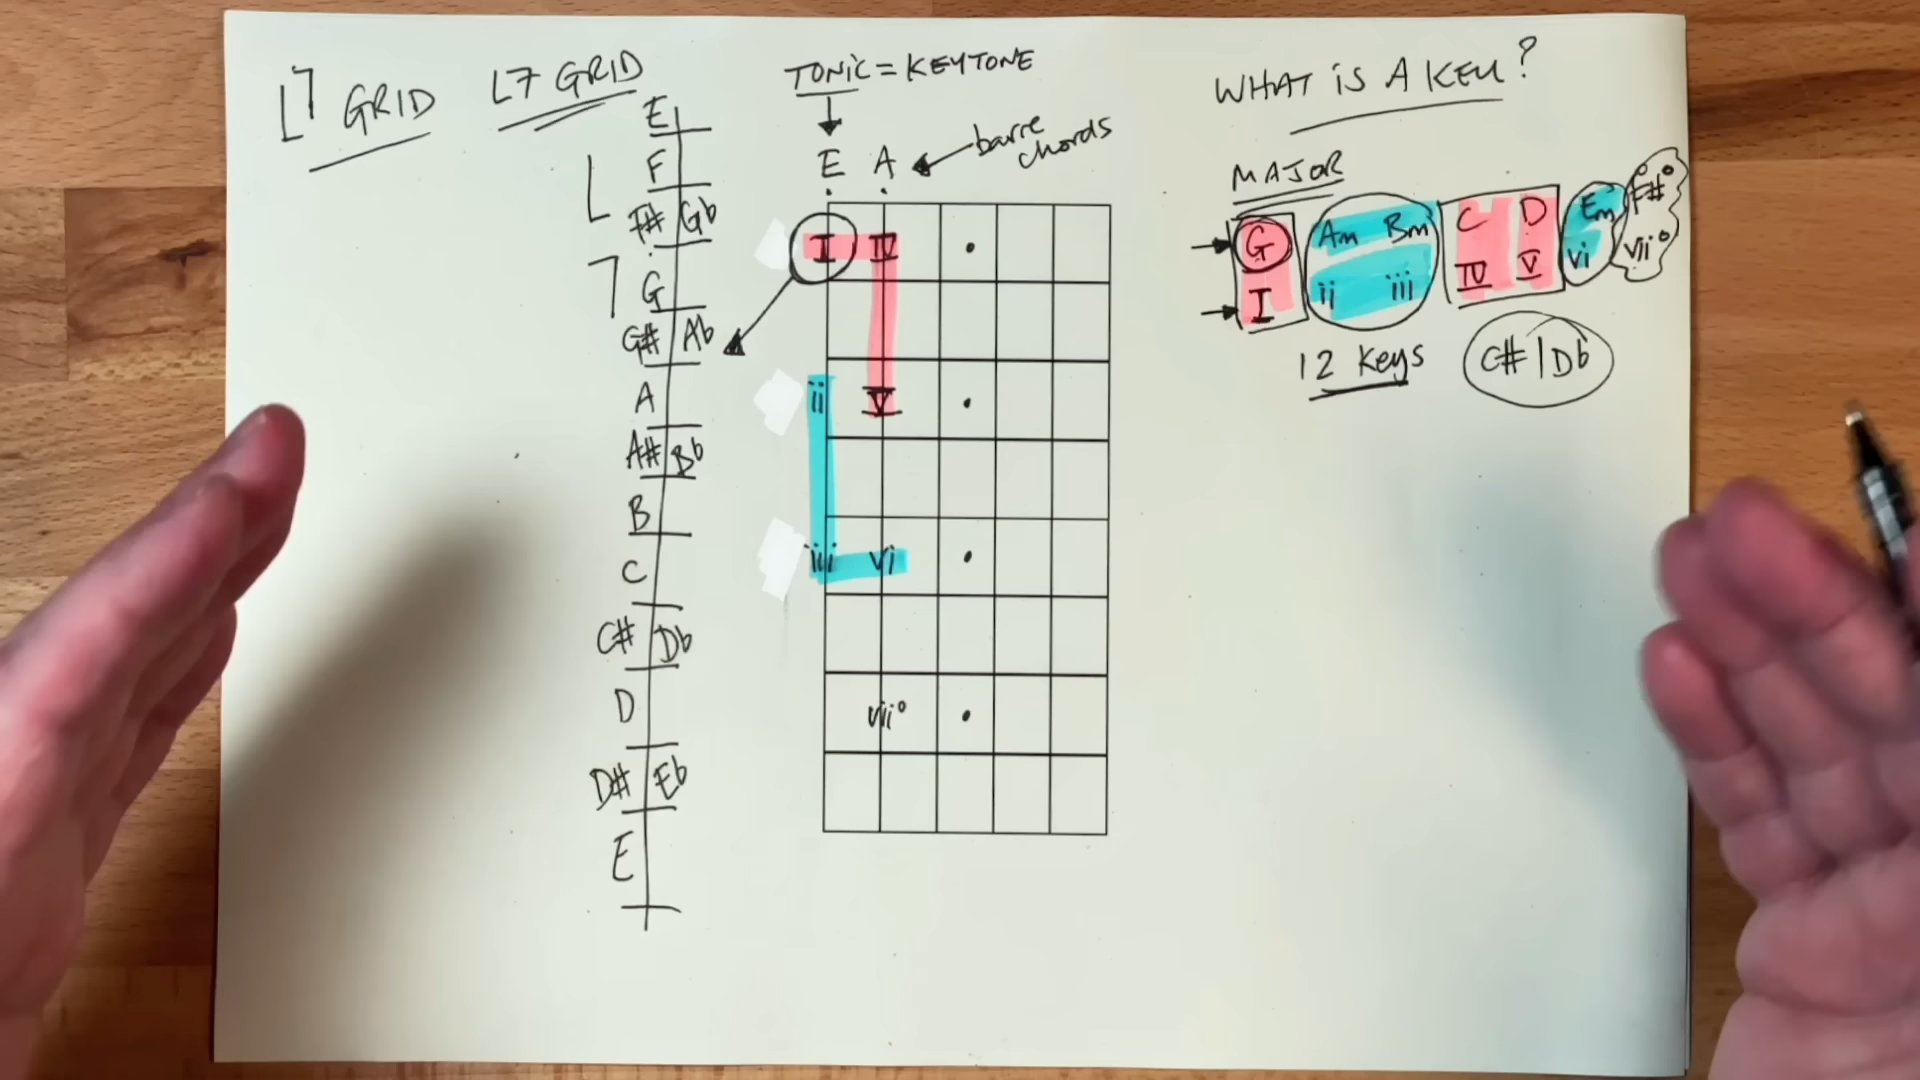 L7 GRID
L7 GRID
TONIC = KEYTONE
E A ← barre chords
E
F
F# Gb
G
G# Ab
A
A# Bb
B
C
C# Db
D
D# Eb
E
L
7
I IV
ii V
iii vi
vii°
WHAT IS A KEY?
MAJOR
G Am Bm C D Em F#°
I ii iii IV V vi vii°
12 Keys
C# | Db